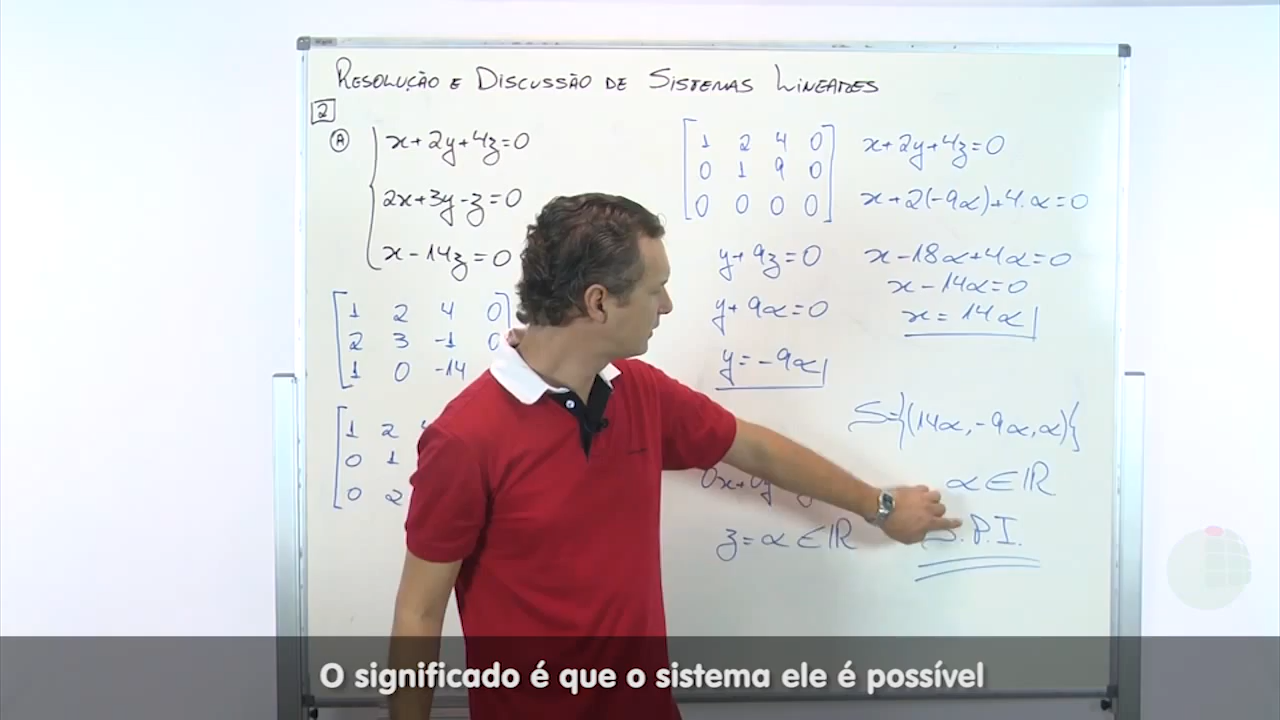 RESOLUÇÃO E DISCUSSÃO DE SISTEMAS LINEARES
2
A
x+2y+4z=0
2x+3y-z=0
x-14z=0
1 2 4 0
2 3 -1 0
1 0 -14
1 2
0 1
0 2
1 2 4 0
0 1 9 0
0 0 0 0
y+9z=0
y+9α=0
y=-9α
0x+0y
z=α∈ℝ
x+2y+4z=0
x+2(-9α)+4.α=0
x-18α+4α=0
x-14α=0
x=14α
S={(14α,-9α,α)}
α∈ℝ
S.P.I.
O significado é que o sistema ele é possível